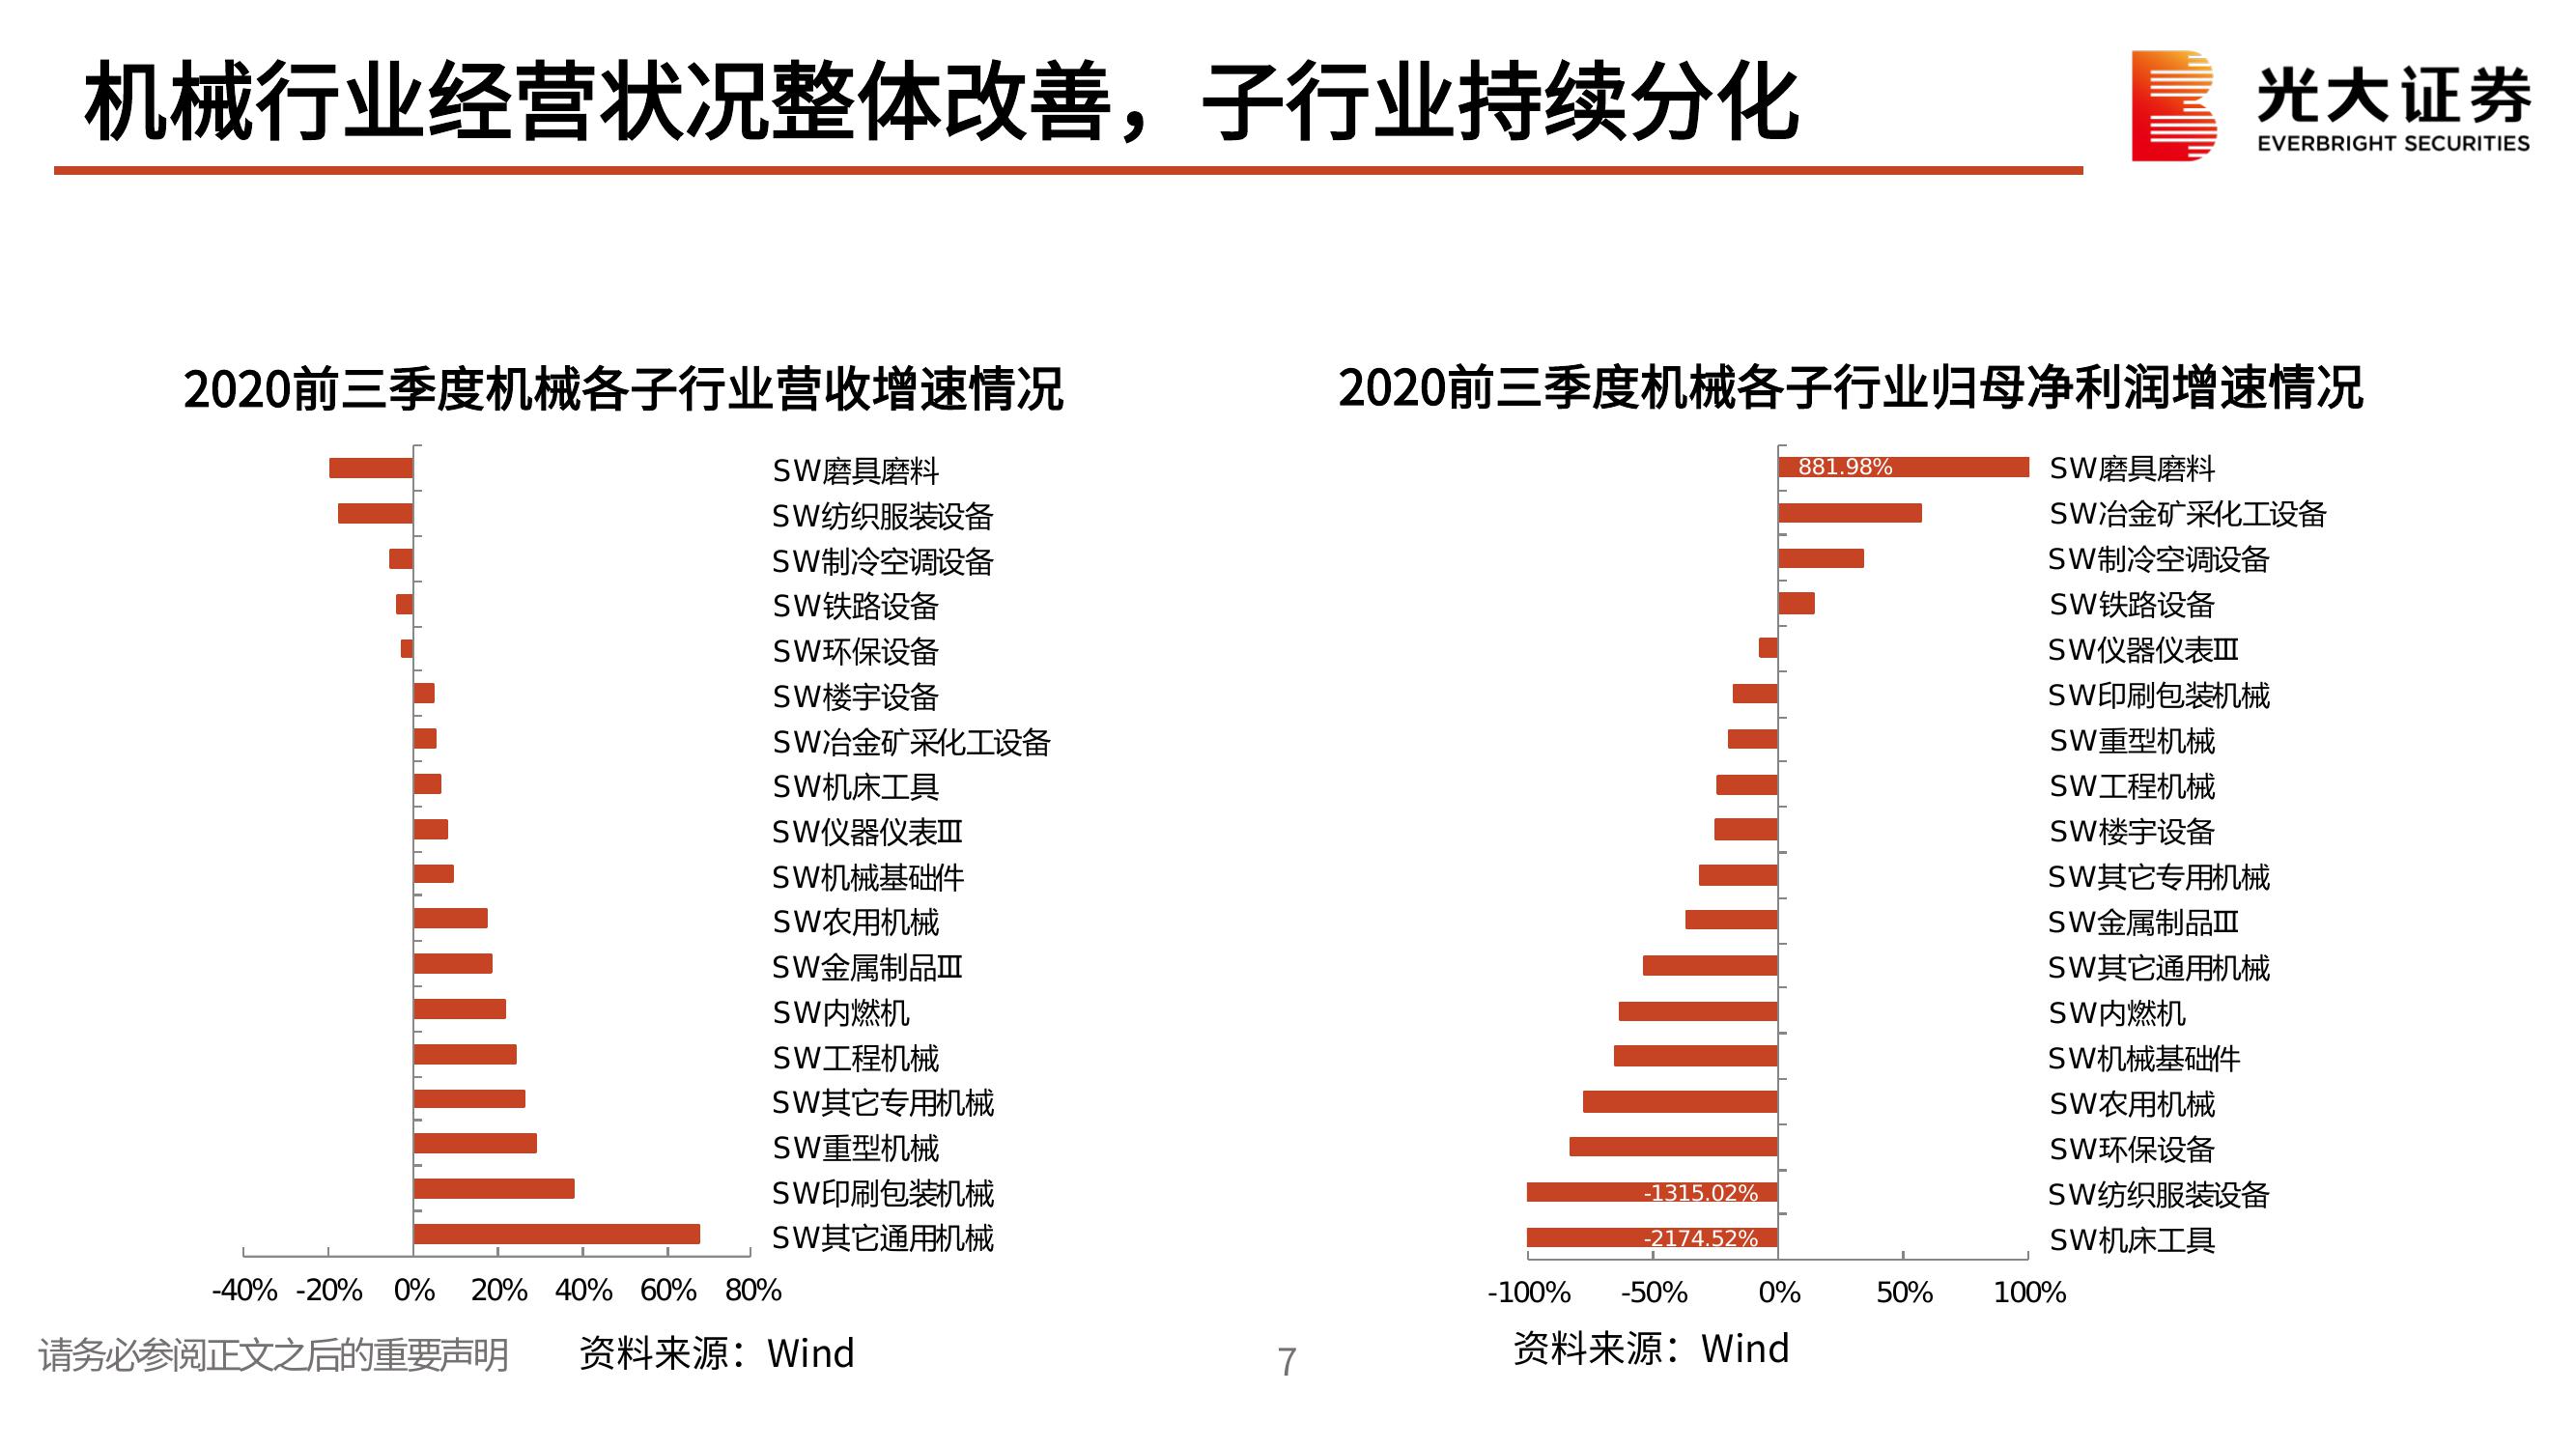 机械行业经营状况整体改善，子行业持续分化
光大证券
EVERBRIGHT SECURITIES
2020前三季度机械各子行业营收增速情况
SW磨具磨料
SW纺织服装设备
SW制冷空调设备
SW铁路设备
SW环保设备
SW楼宇设备
SW冶金矿采化工设备
SW机床工具
SW仪器仪表Ⅲ
SW机械基础件
SW农用机械
SW金属制品Ⅲ
SW内燃机
SW工程机械
SW其它专用机械
SW重型机械
SW印刷包装机械
SW其它通用机械
-40% -20% 0% 20% 40% 60% 80%
资料来源：Wind
2020前三季度机械各子行业归母净利润增速情况
881.98% SW磨具磨料
SW冶金矿采化工设备
SW制冷空调设备
SW铁路设备
SW仪器仪表Ⅲ
SW印刷包装机械
SW重型机械
SW工程机械
SW楼宇设备
SW其它专用机械
SW金属制品Ⅲ
SW其它通用机械
SW内燃机
SW机械基础件
SW农用机械
SW环保设备
-1315.02% SW纺织服装设备
-2174.52% SW机床工具
-100% -50% 0% 50% 100%
资料来源：Wind
请务必参阅正文之后的重要声明
7